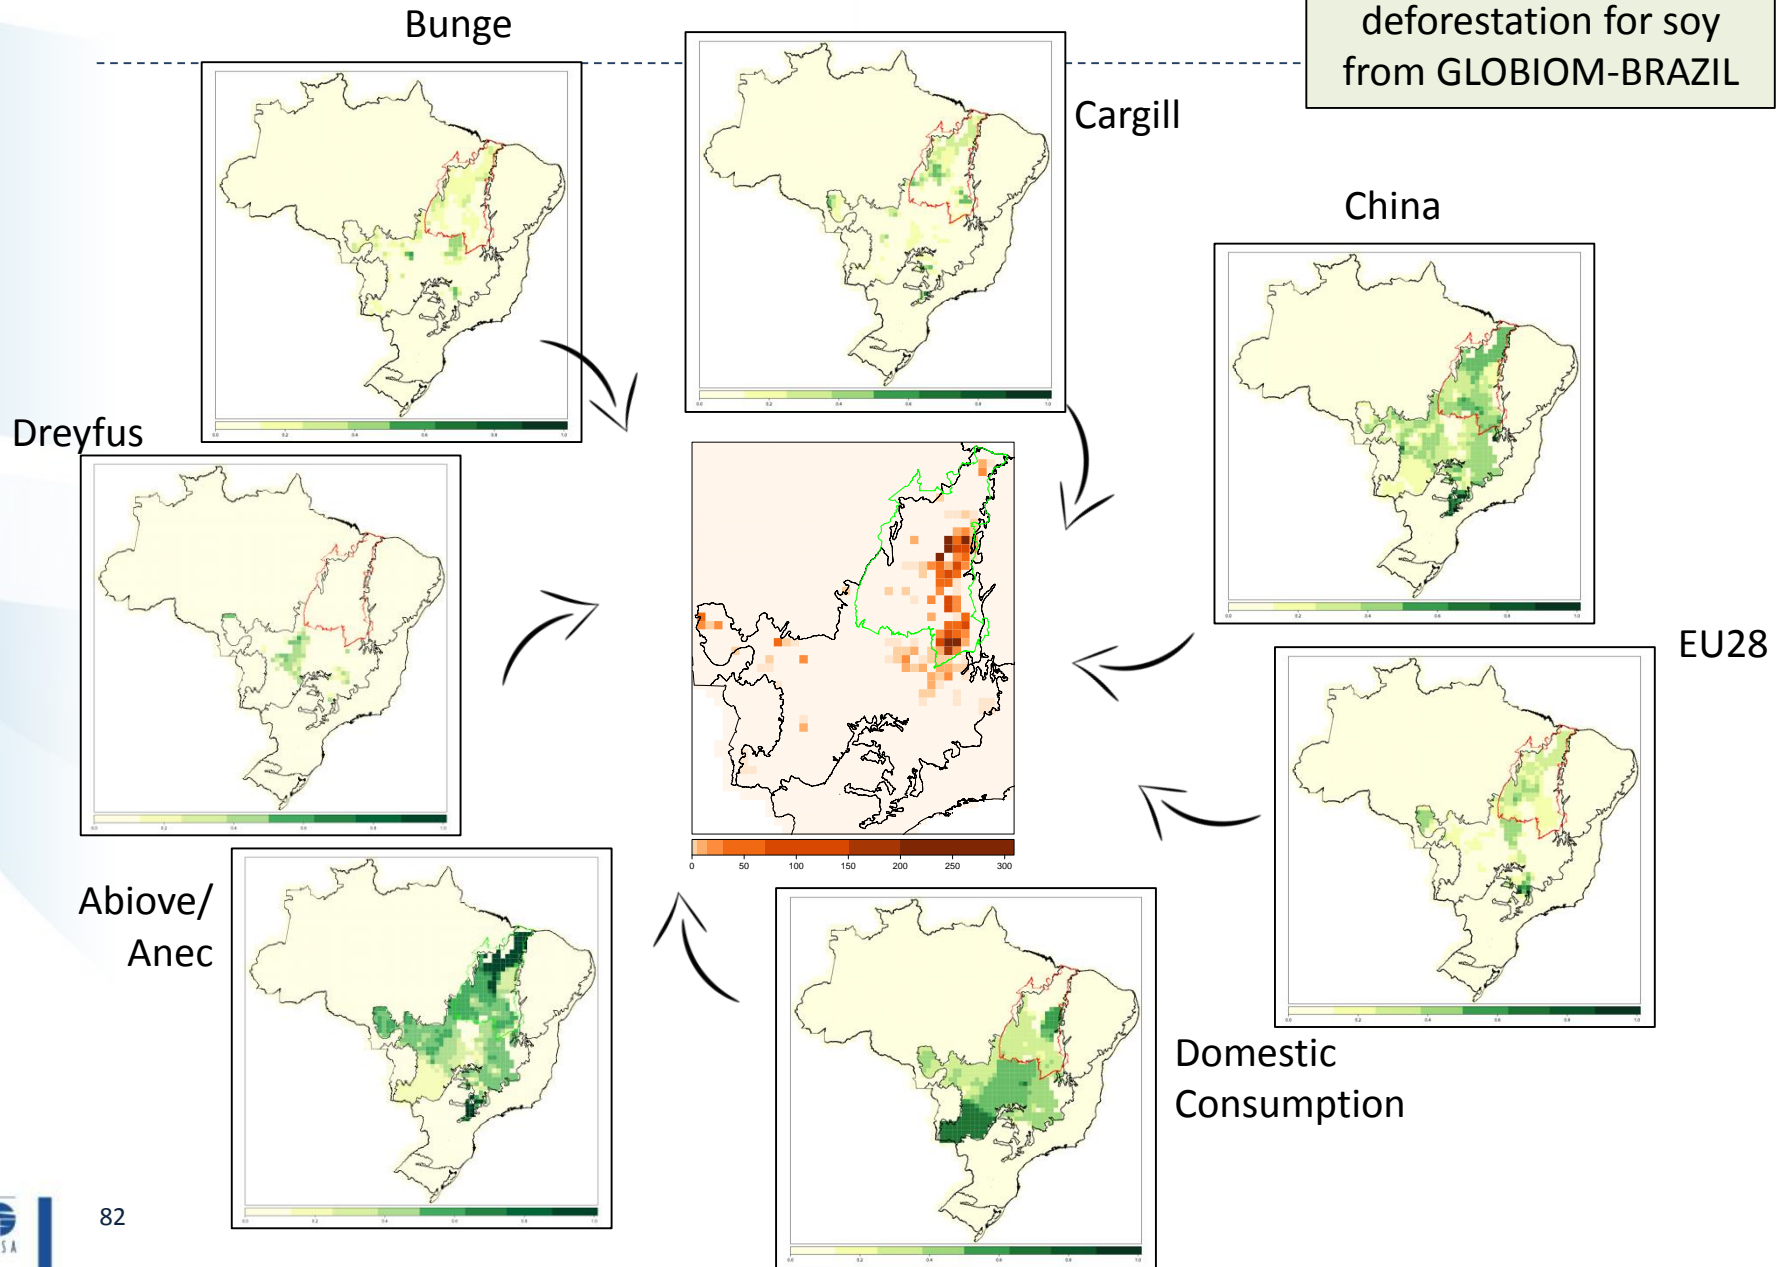 Bunge
deforestation for soy
from GLOBIOM-BRAZIL
Cargill
China
Dreyfus
EU28
0 50 100 150 200 250 300
Abiove/
Anec
Domestic
Consumption
82